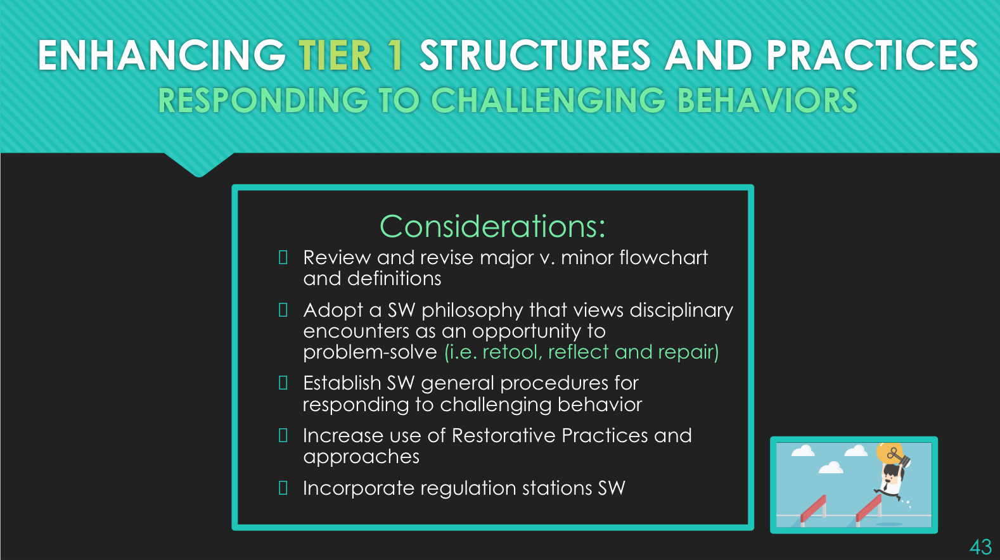 ENHANCING TIER 1 STRUCTURES AND PRACTICES
RESPONDING TO CHALLENGING BEHAVIORS
Considerations:
Review and revise major v. minor flowchart
and definitions
Adopt a SW philosophy that views disciplinary
encounters as an opportunity to
problem-solve (i.e. retool, reflect and repair)
Establish SW general procedures for
responding to challenging behavior
Increase use of Restorative Practices and
approaches
Incorporate regulation stations SW
43